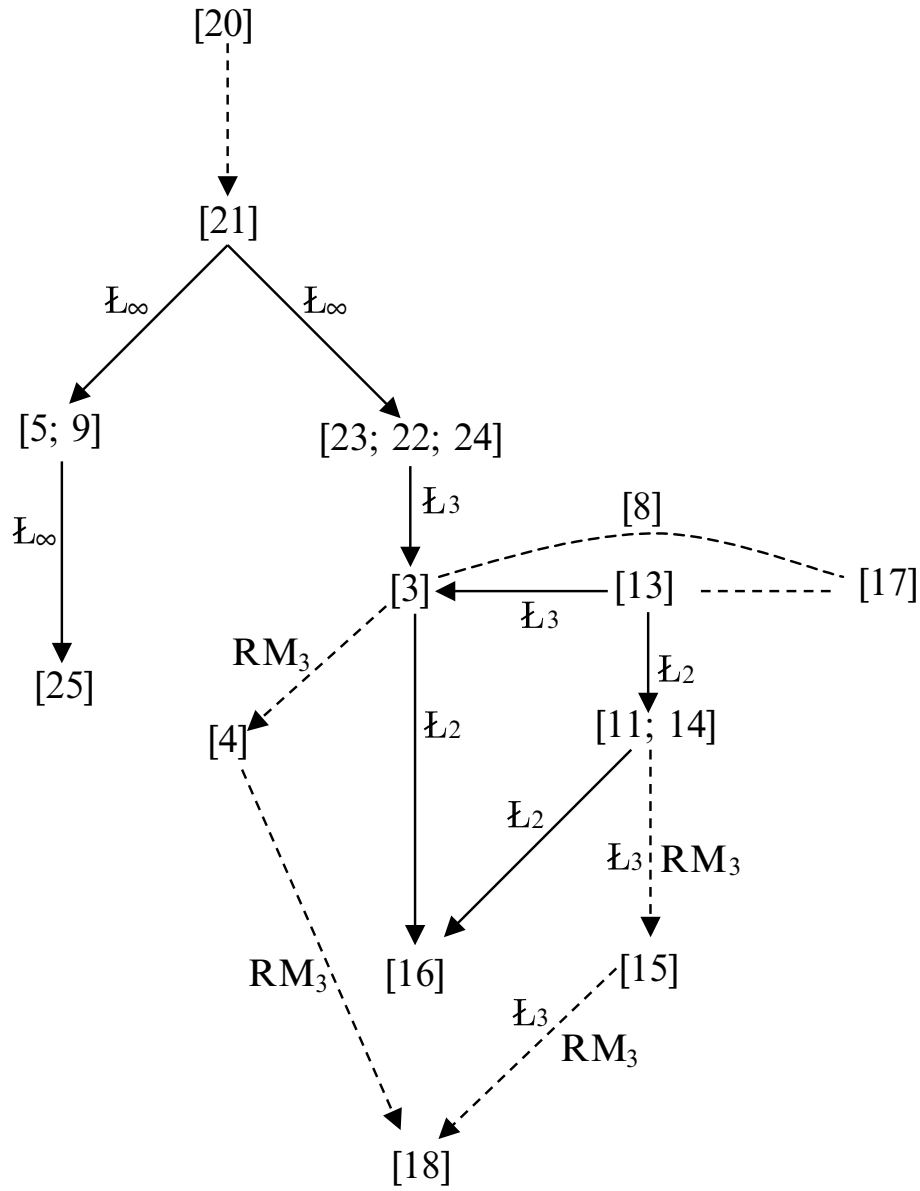 [20]
[21]
Ł∞ Ł∞
[5; 9] [23; 22; 24]
Ł3
[8]
Ł∞
[3] [13] [17]
Ł3
RM3
Ł2
[25]
[4] Ł2 [11; 14]
Ł2
Ł3 RM3
[16] [15]
RM3
Ł3
RM3
[18]